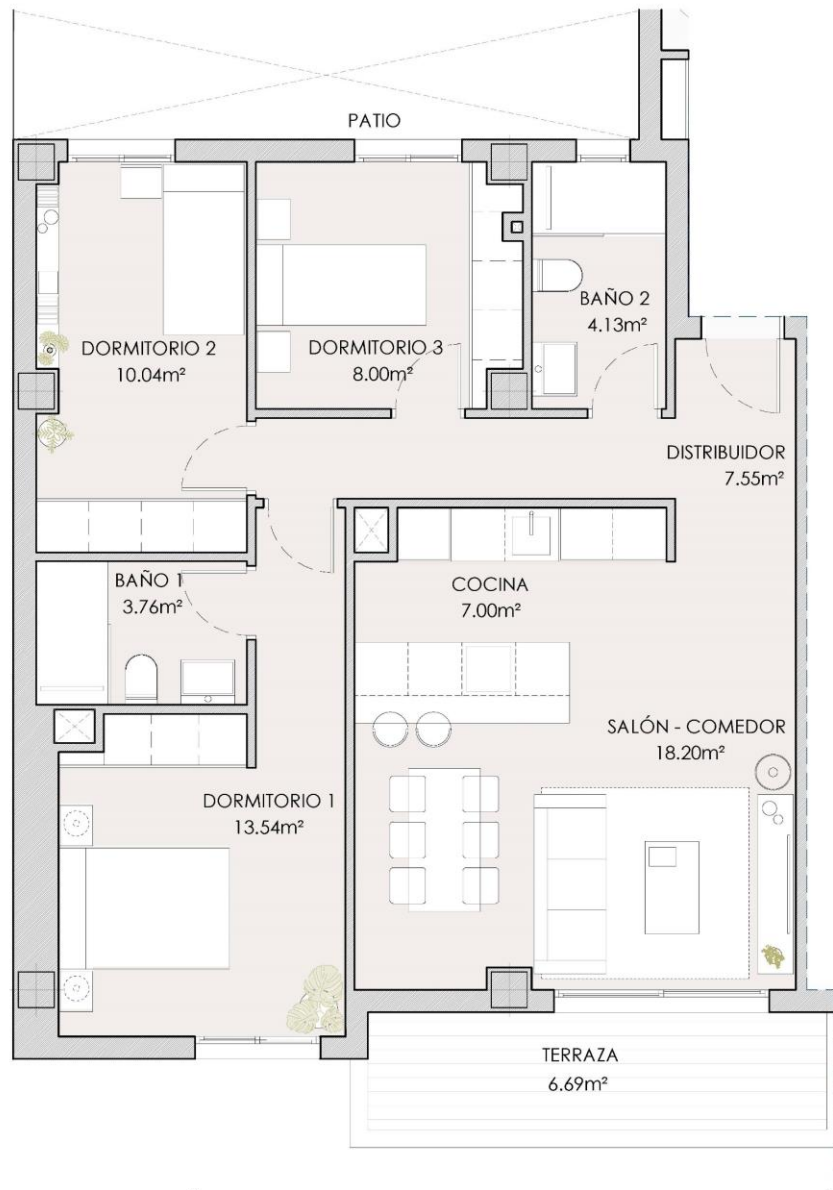 PATIO
DORMITORIO 2
10.04m²
DORMITORIO 3
8.00m²
BAÑO 2
4.13m²
DISTRIBUIDOR
7.55m²
BAÑO 1
3.76m²
COCINA
7.00m²
SALÓN - COMEDOR
18.20m²
DORMITORIO 1
13.54m²
TERRAZA
6.69m²